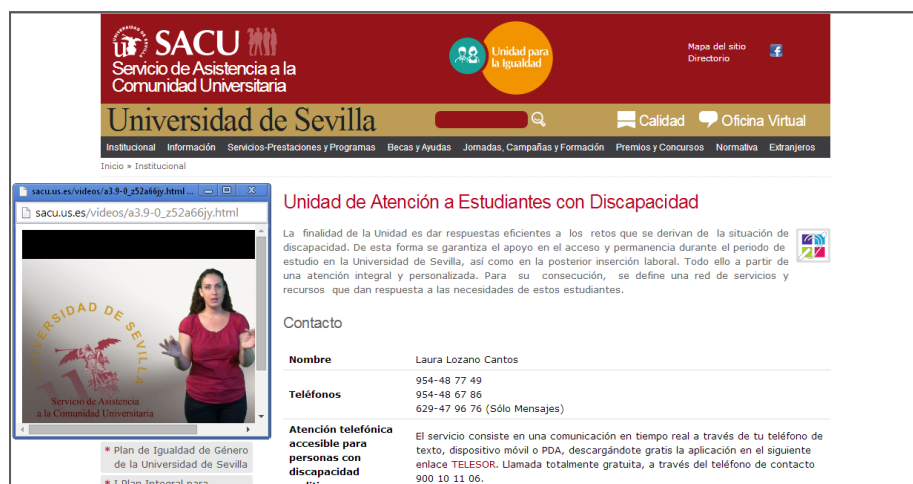 SACU
Servicio de Asistencia a la
Comunidad Universitaria
Unidad para
la Igualdad
Mapa del sitio
Directorio
Universidad de Sevilla
Calidad
Oficina Virtual
Institucional Información Servicios-Prestaciones y Programas Becas y Ayudas Jornadas, Campañas y Formación Premios y Concursos Normativa Extranjeros
Inicio » Institucional
sacu.us.es/videos/a3.9-0_z52a66jy.html ...
sacu.us.es/videos/a3.9-0_z52a66jy.html
UNIVERSIDAD DE SEVILLA
Servicio de Asistencia
a la Comunidad Universitaria
* Plan de Igualdad de Género
de la Universidad de Sevilla
* I Plan Integral para
Unidad de Atención a Estudiantes con Discapacidad
La finalidad de la Unidad es dar respuestas eficientes a los retos que se derivan de la situación de
discapacidad. De esta forma se garantiza el apoyo en el acceso y permanencia durante el periodo de
estudio en la Universidad de Sevilla, así como en la posterior inserción laboral. Todo ello a partir de
una atención integral y personalizada. Para su consecución, se define una red de servicios y
recursos que dan respuesta a las necesidades de estos estudiantes.
Contacto
Nombre Laura Lozano Cantos
Teléfonos
954-48 77 49
954-48 67 86
629-47 96 76 (Sólo Mensajes)
Atención telefónica
accesible para
personas con
discapacidad
El servicio consiste en una comunicación en tiempo real a través de tu teléfono de
texto, dispositivo móvil o PDA, descargándote gratis la aplicación en el siguiente
enlace TELESOR. Llamada totalmente gratuita, a través del teléfono de contacto
900 10 11 06.